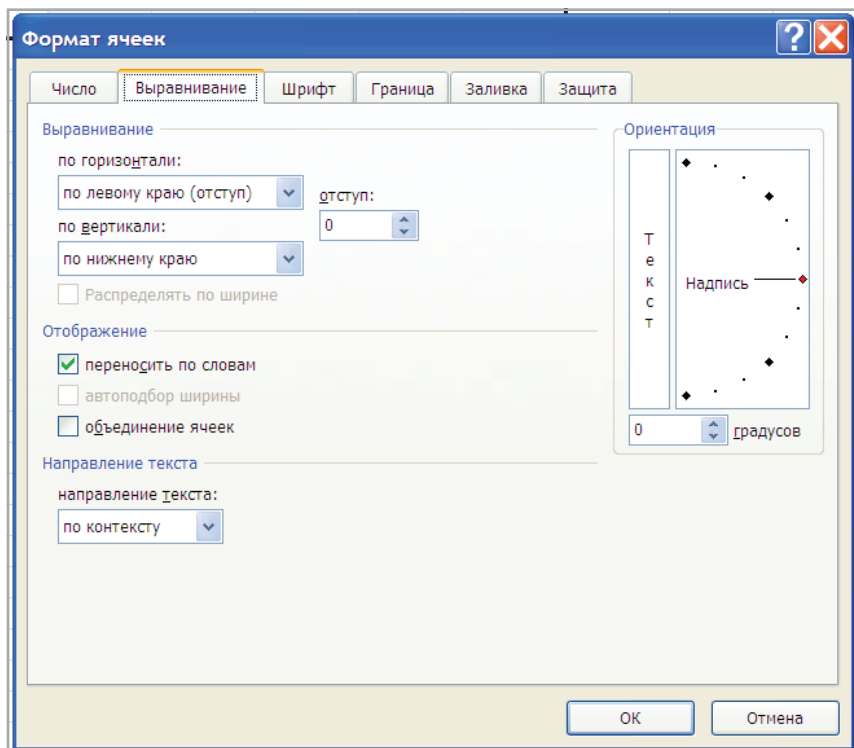 Формат ячеек
Число Выравнивание Шрифт Граница Заливка Защита
Выравнивание
по горизонтали:
по левому краю (отступ)
отступ:
0
по вертикали:
по нижнему краю
Распределять по ширине
Отображение
переносить по словам
автоподбор ширины
объединение ячеек
Направление текста
направление текста:
по контексту
Ориентация
Текст
Надпись
0 градусов
ОК Отмена